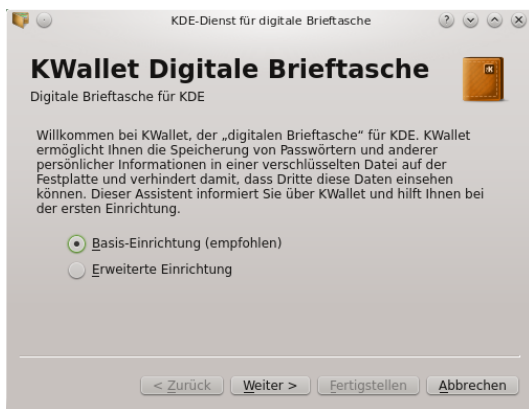 KDE-Dienst für digitale Brieftasche
KWallet Digitale Brieftasche
Digitale Brieftasche für KDE
Willkommen bei KWallet, der „digitalen Brieftasche“ für KDE. KWallet
ermöglicht Ihnen die Speicherung von Passwörtern und anderer
persönlicher Informationen in einer verschlüsselten Datei auf der
Festplatte und verhindert damit, dass Dritte diese Daten einsehen
können. Dieser Assistent informiert Sie über KWallet und hilft Ihnen bei
der ersten Einrichtung.
Basis-Einrichtung (empfohlen)
Erweiterte Einrichtung
< Zurück Weiter > Fertigstellen Abbrechen